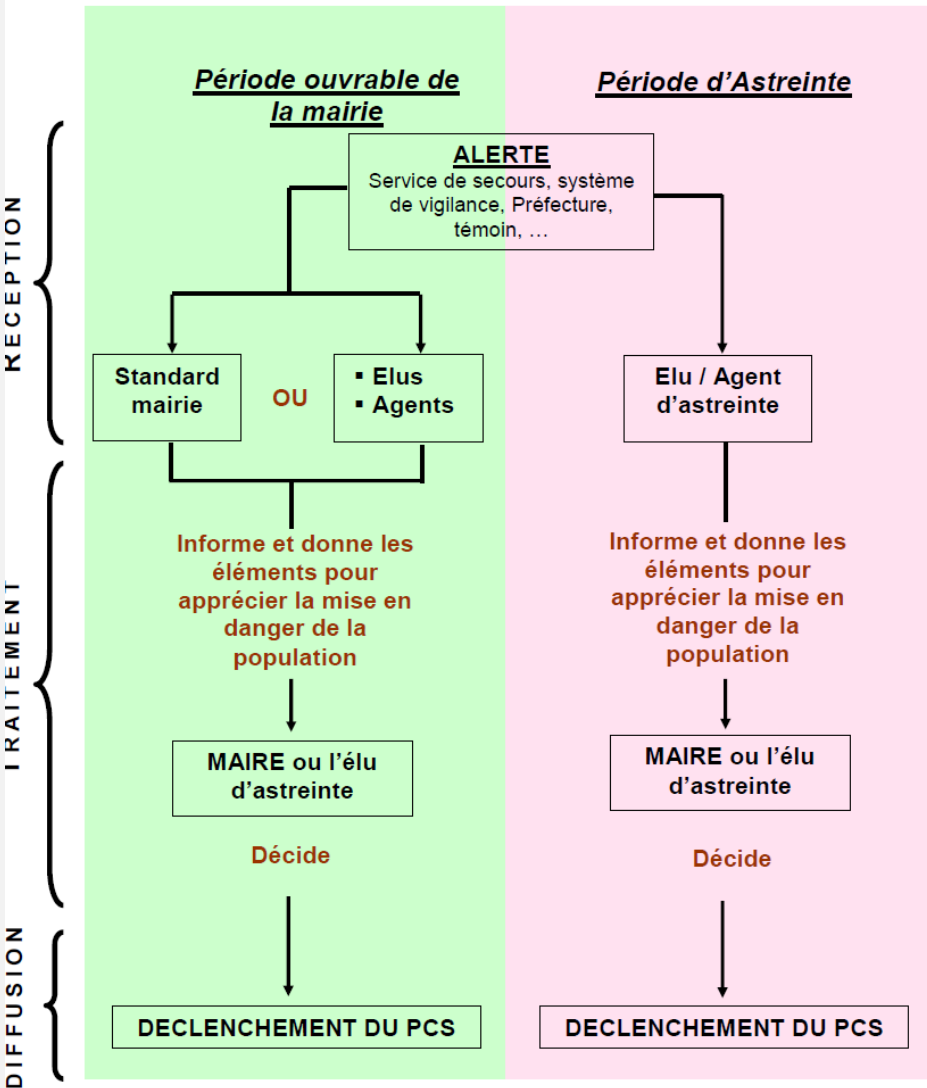 Période ouvrable de
la mairie
Période d'Astreinte
RECEPTION
ALERTE
Service de secours, système
de vigilance, Préfecture,
témoin, …
Standard
mairie
OU
▪ Elus
▪ Agents
Elu / Agent
d'astreinte
TRAITEMENT
Informe et donne les
éléments pour
apprécier la mise en
danger de la
population
Informe et donne les
éléments pour
apprécier la mise en
danger de la
population
MAIRE ou l'élu
d'astreinte
MAIRE ou l'élu
d'astreinte
Décide
Décide
DIFFUSION
DECLENCHEMENT DU PCS
DECLENCHEMENT DU PCS